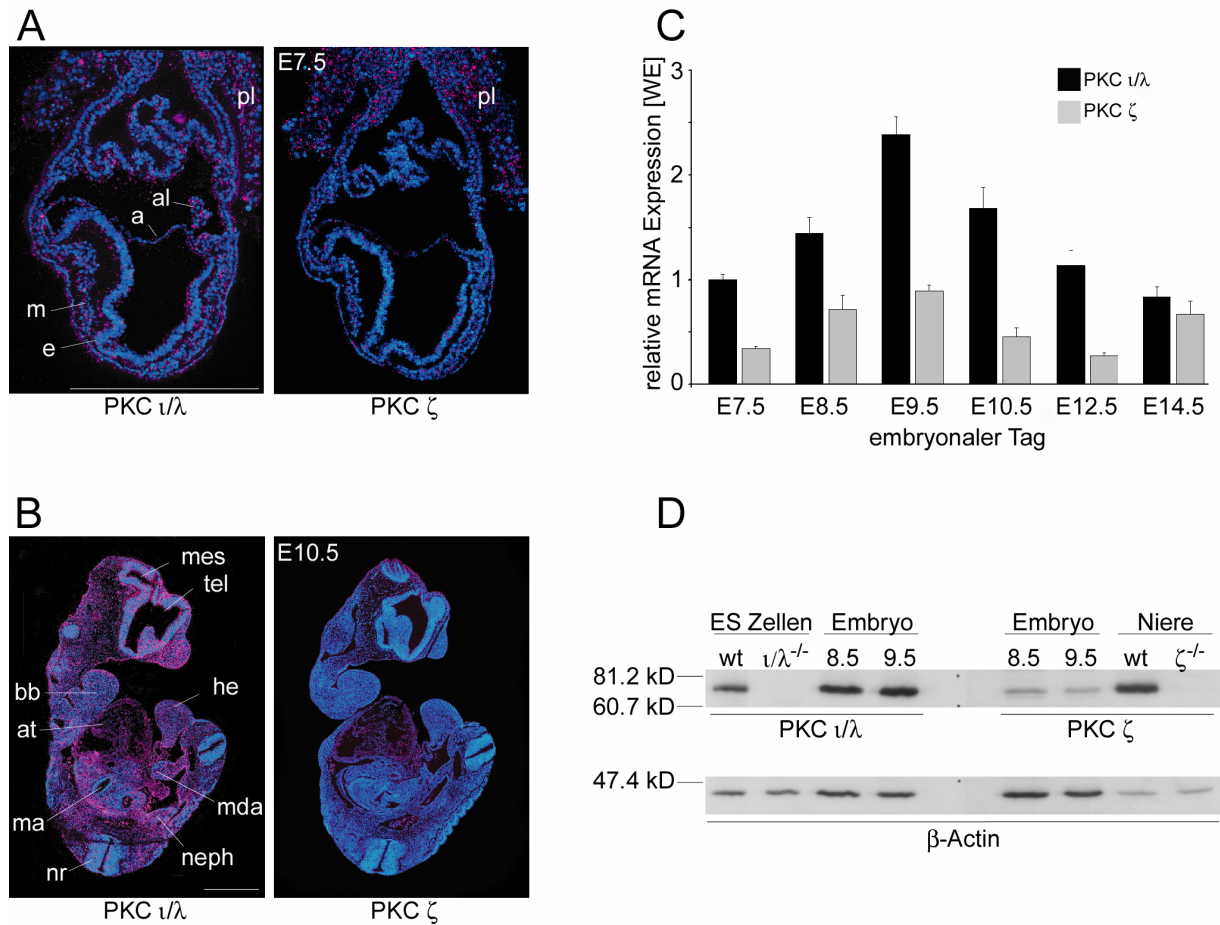 A
E7.5
pl
pl
al
a
m
e
PKC ι/λ
PKC ζ
B
E10.5
mes
tel
bb
he
at
ma
mda
neph
nr
PKC ι/λ
PKC ζ
C
relative mRNA Expression [WE]
3
2
1
0
PKC ι/λ
PKC ζ
E7.5 E8.5 E9.5 E10.5 E12.5 E14.5
embryonaler Tag
D
ES Zellen Embryo Embryo Niere
wt ι/λ-/- 8.5 9.5 8.5 9.5 wt ζ-/-
81.2 kD
60.7 kD
PKC ι/λ PKC ζ
47.4 kD
β-Actin